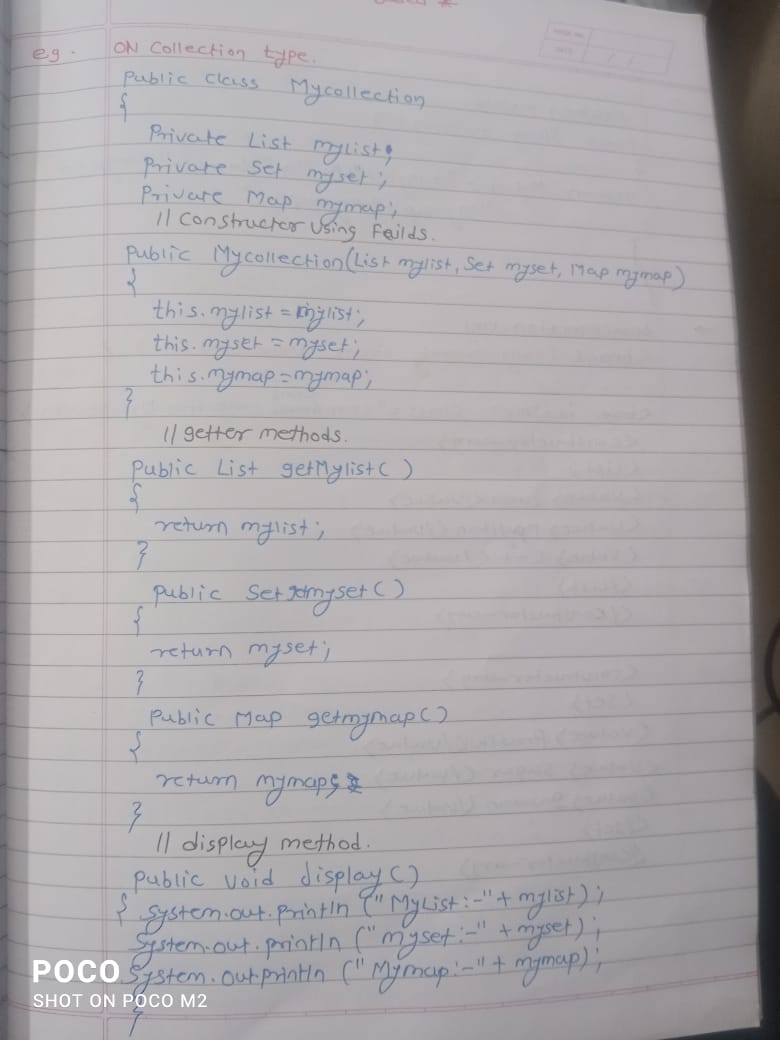 eg. ON Collection type.
Public Class Mycollection
{
Private List mylist;
Private Set myset;
Private Map mymap;
// Constructor Using Feilds.
Public Mycollection(List mylist, Set myset, Map mymap)
{
this.mylist = mylist;
this.myset = myset;
this.mymap = mymap;
}
// getter methods.
Public List getMylist()
{
return mylist;
}
Public Set getmyset()
{
return myset;
}
Public Map getmymap()
{
return mymap;
}
// display method.
Public void display()
{ System.out.println ("MyList:-" + mylist);
System.out.println ("myset:-" + myset);
System.out.println ("Mymap:-" + mymap);
}
POCO
SHOT ON POCO M2